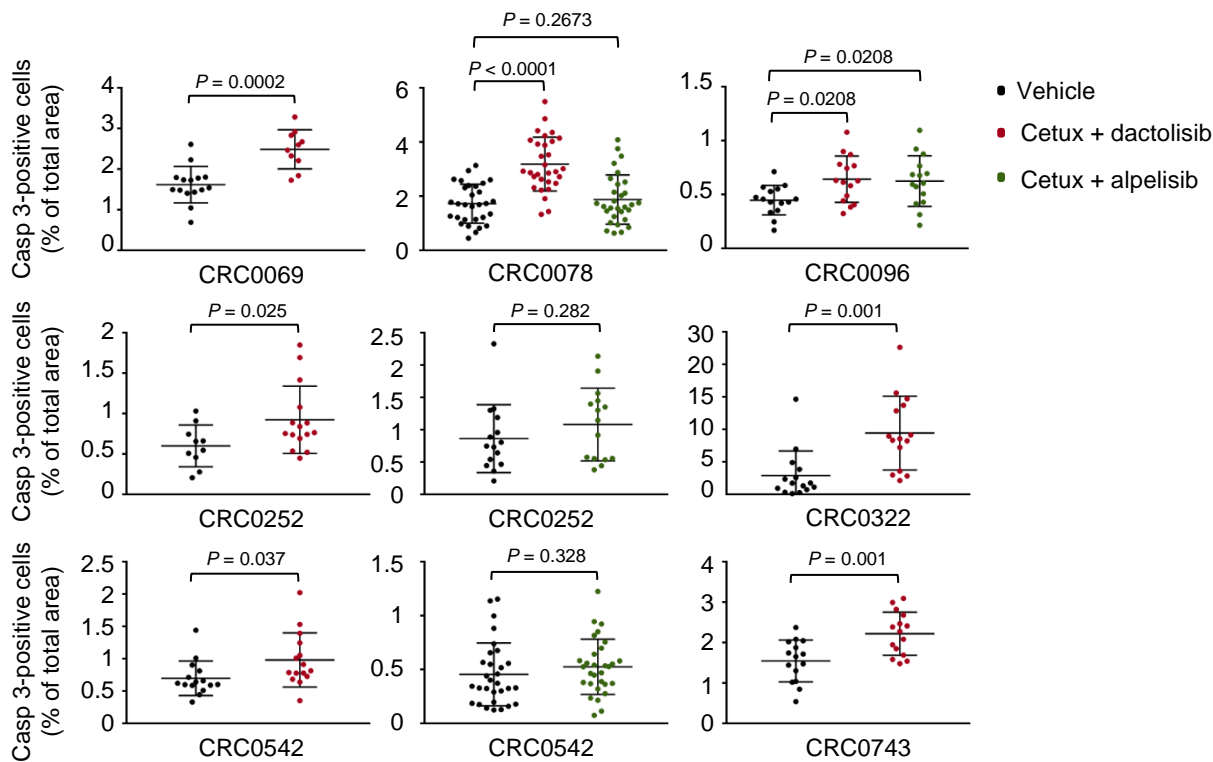 Casp 3-positive cells
(% of total area)
4
3
2
1
0
P = 0.0002
CRC0069
6
4
2
0
P = 0.2673
P < 0.0001
CRC0078
1.5
1
0.5
0
P = 0.0208
P = 0.0208
CRC0096
Vehicle
Cetux + dactolisib
Cetux + alpelisib
Casp 3-positive cells
(% of total area)
2
1.5
1
0.5
0
P = 0.025
CRC0252
2.5
2
1.5
1
0.5
0
P = 0.282
CRC0252
30
20
15
10
5
0
P = 0.001
CRC0322
Casp 3-positive cells
(% of total area)
2.5
2
1.5
1
0.5
0
P = 0.037
CRC0542
1.5
1
0.5
0
P = 0.328
CRC0542
4
3
2
1
0
P = 0.001
CRC0743